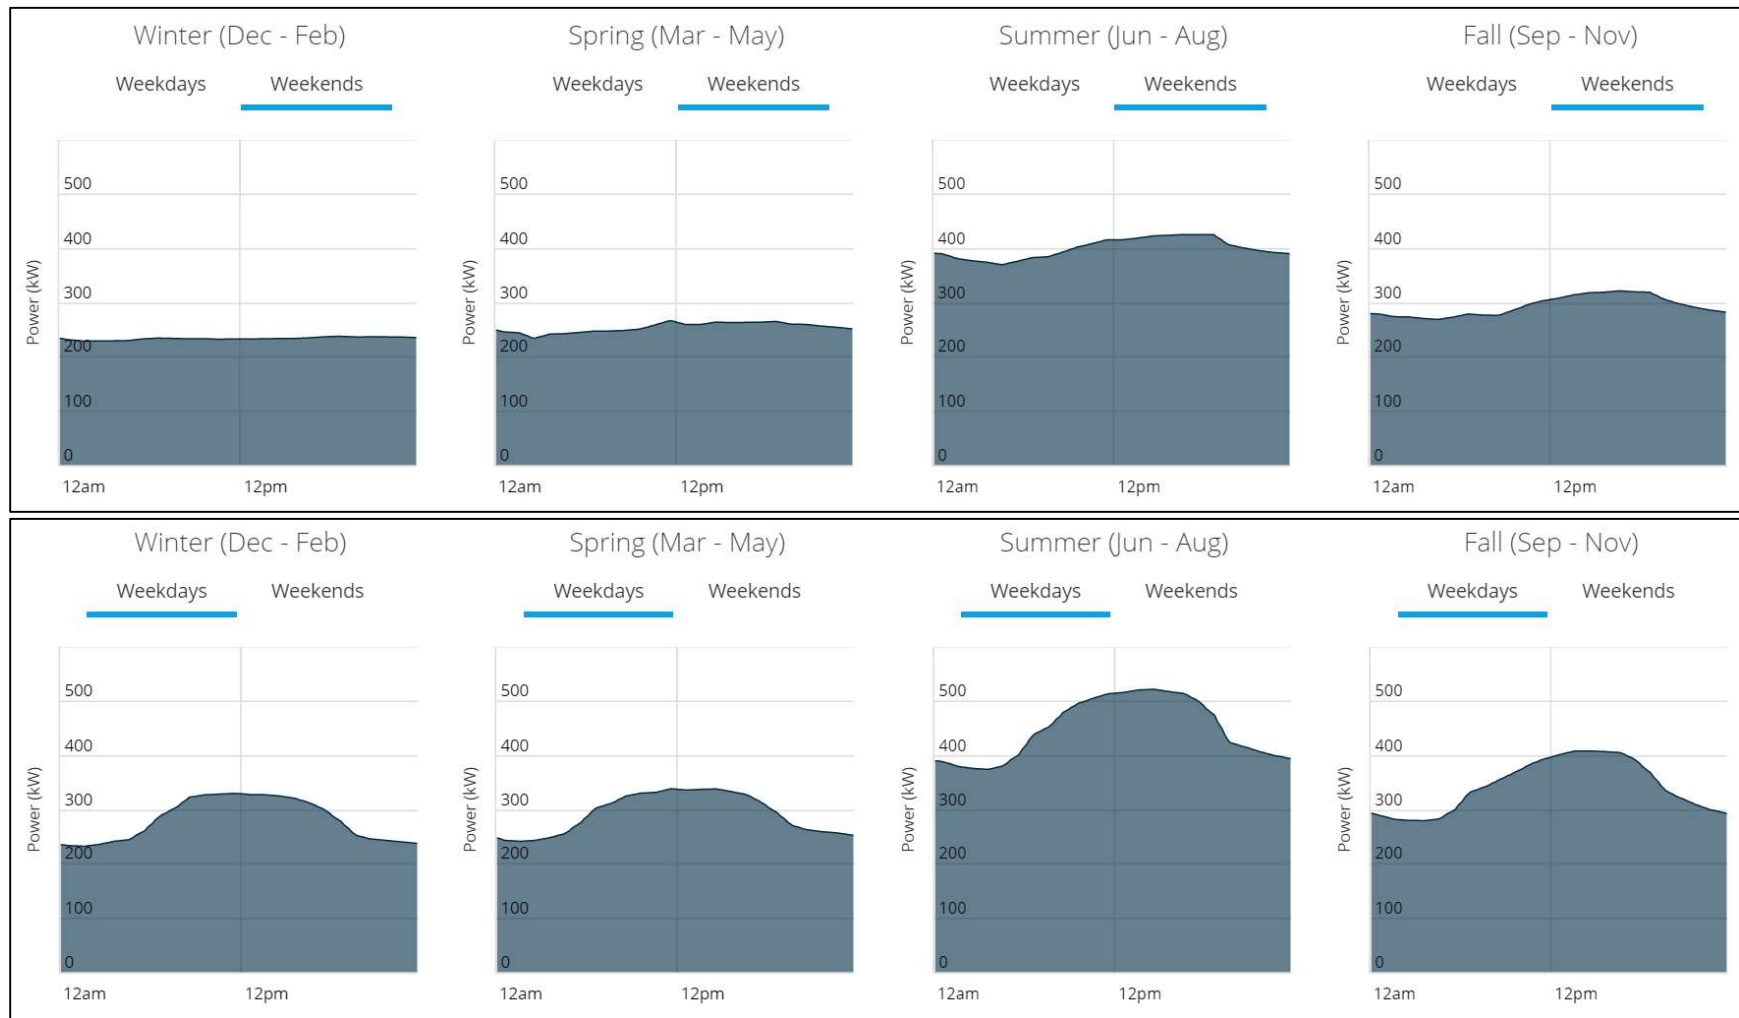 Winter (Dec - Feb)
Weekdays Weekends
500
400
300
200
100
0
Power (kW)
12am 12pm
Spring (Mar - May)
Weekdays Weekends
500
400
300
200
100
0
Power (kW)
12am 12pm
Summer (Jun - Aug)
Weekdays Weekends
500
400
300
200
100
0
Power (kW)
12am 12pm
Fall (Sep - Nov)
Weekdays Weekends
500
400
300
200
100
0
Power (kW)
12am 12pm
Winter (Dec - Feb)
Weekdays Weekends
500
400
300
200
100
0
Power (kW)
12am 12pm
Spring (Mar - May)
Weekdays Weekends
500
400
300
200
100
0
Power (kW)
12am 12pm
Summer (Jun - Aug)
Weekdays Weekends
500
400
300
200
100
0
Power (kW)
12am 12pm
Fall (Sep - Nov)
Weekdays Weekends
500
400
300
200
100
0
Power (kW)
12am 12pm